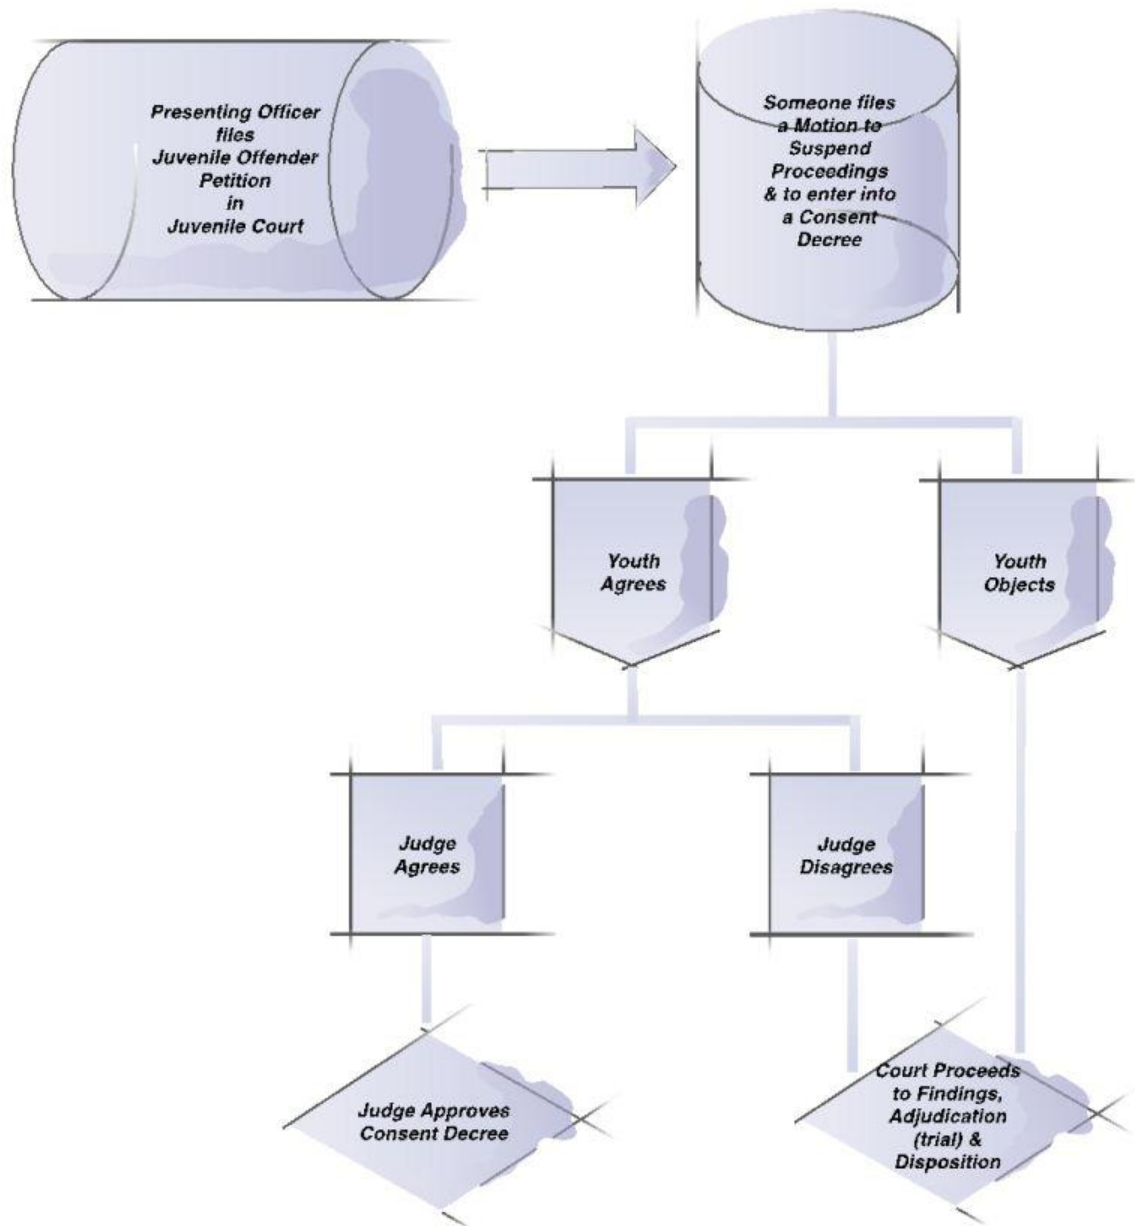 Presenting Officer
files
Juvenile Offender
Petition
in
Juvenile Court
Someone files
a Motion to
Suspend
Proceedings
& to enter into
a Consent
Decree
Youth
Agrees
Youth
Objects
Judge
Agrees
Judge
Disagrees
Judge Approves
Consent Decree
Court Proceeds
to Findings,
Adjudication
(trial) &
Disposition